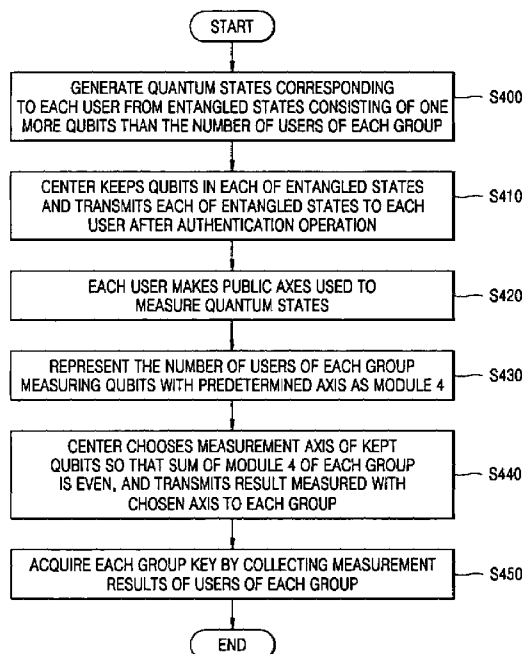 START
GENERATE QUANTUM STATES CORRESPONDING
TO EACH USER FROM ENTANGLED STATES CONSISTING OF ONE
MORE QUBITS THAN THE NUMBER OF USERS OF EACH GROUP
S400
CENTER KEEPS QUBITS IN EACH OF ENTANGLED STATES
AND TRANSMITS EACH OF ENTANGLED STATES TO EACH
USER AFTER AUTHENTICATION OPERATION
S410
EACH USER MAKES PUBLIC AXES USED TO
MEASURE QUANTUM STATES
S420
REPRESENT THE NUMBER OF USERS OF EACH GROUP
MEASURING QUBITS WITH PREDETERMINED AXIS AS MODULE 4
S430
CENTER CHOOSES MEASUREMENT AXIS OF KEPT
QUBITS SO THAT SUM OF MODULE 4 OF EACH GROUP
IS EVEN, AND TRANSMITS RESULT MEASURED WITH
CHOSEN AXIS TO EACH GROUP
S440
ACQUIRE EACH GROUP KEY BY COLLECTING MEASUREMENT
RESULTS OF USERS OF EACH GROUP
S450
END